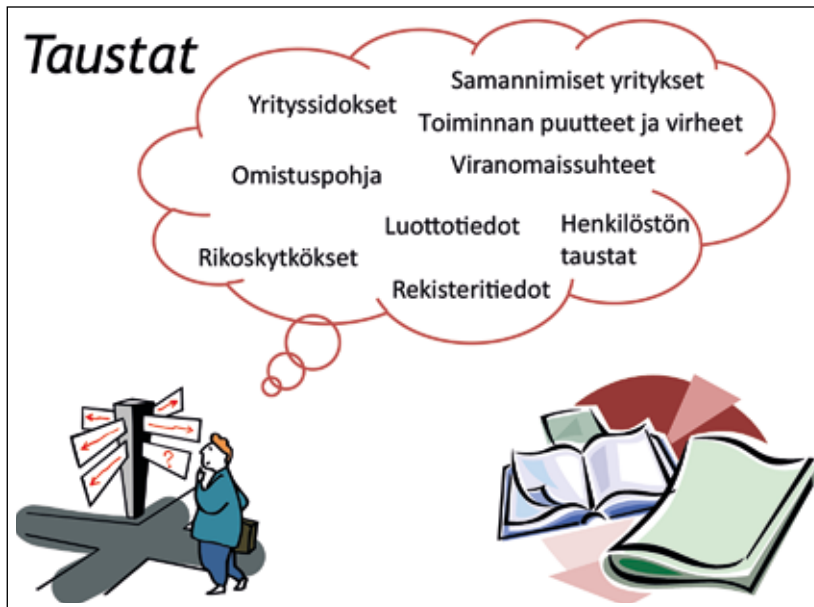 Taustat
Samannimiset yritykset
Yrityssidokset
Toiminnan puutteet ja virheet
Viranomaissuhteet
Omistuspohja
Luottotiedot
Henkilöstön
taustat
Rikoskytkökset
Rekisteritiedot
?